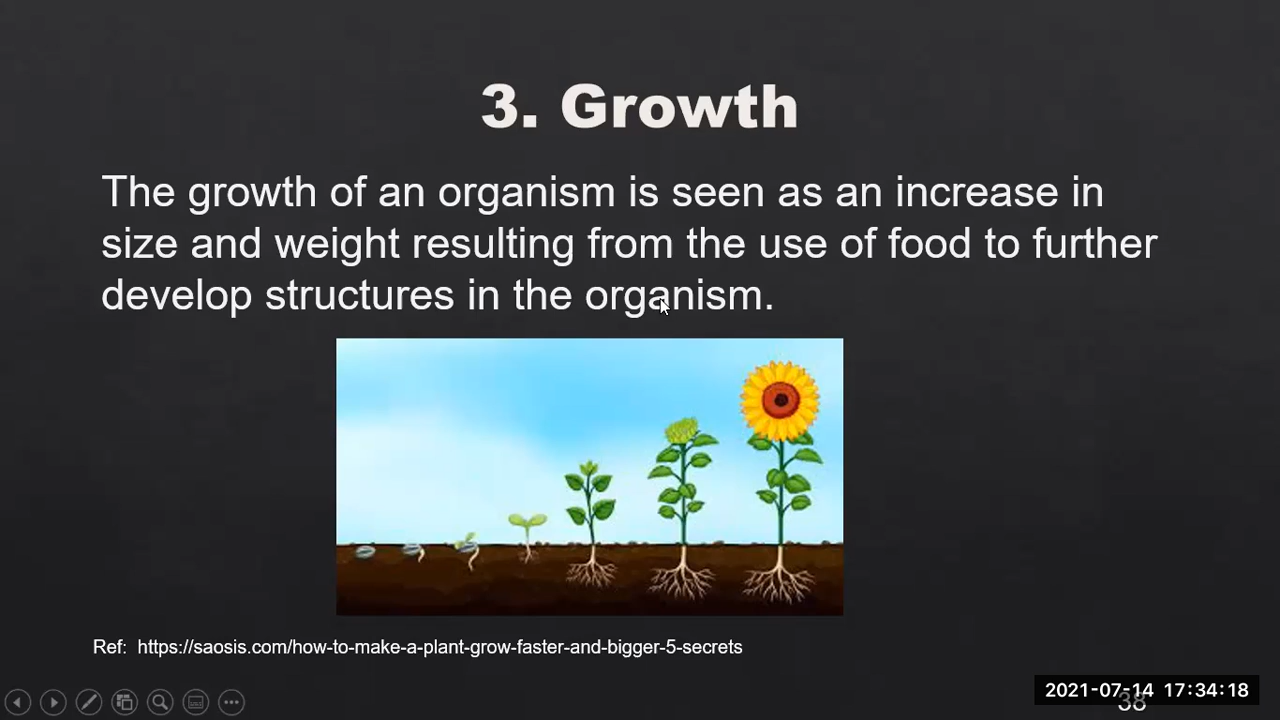 3. Growth
The growth of an organism is seen as an increase in
size and weight resulting from the use of food to further
develop structures in the organism.
Ref: https://saosis.com/how-to-make-a-plant-grow-faster-and-bigger-5-secrets
2021-07-14 17:34:18
38